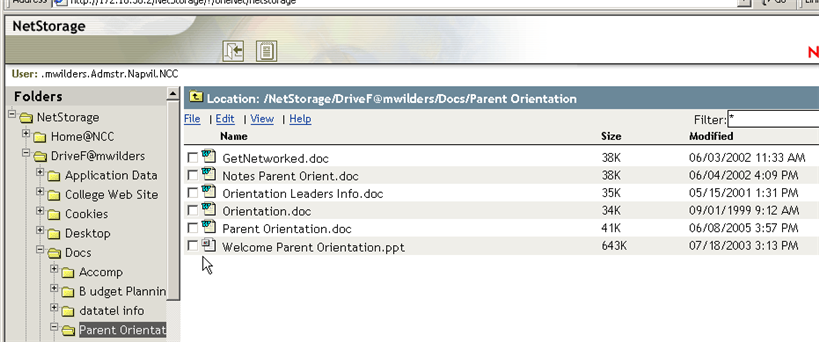 Address http://172.16.58.2/NetStorage/?/oneNet/netstorage Go
NetStorage
N
User: .mwilders.Admstr.Napvil.NCC
Folders
Location: /NetStorage/DriveF@mwilders/Docs/Parent Orientation
File | Edit | View | Help Filter: *
Name Size Modified
NetStorage
Home@NCC
DriveF@mwilders
Application Data
College Web Site
Cookies
Desktop
Docs
Accomp
B udget Plannin
datatel info
Parent Orientat
GetNetworked.doc 38K 06/03/2002 11:33 AM
Notes Parent Orient.doc 38K 06/04/2002 4:09 PM
Orientation Leaders Info.doc 35K 05/15/2001 1:31 PM
Orientation.doc 34K 09/01/1999 9:12 AM
Parent Orientation.doc 41K 06/08/2005 3:57 PM
Welcome Parent Orientation.ppt 643K 07/18/2003 3:13 PM